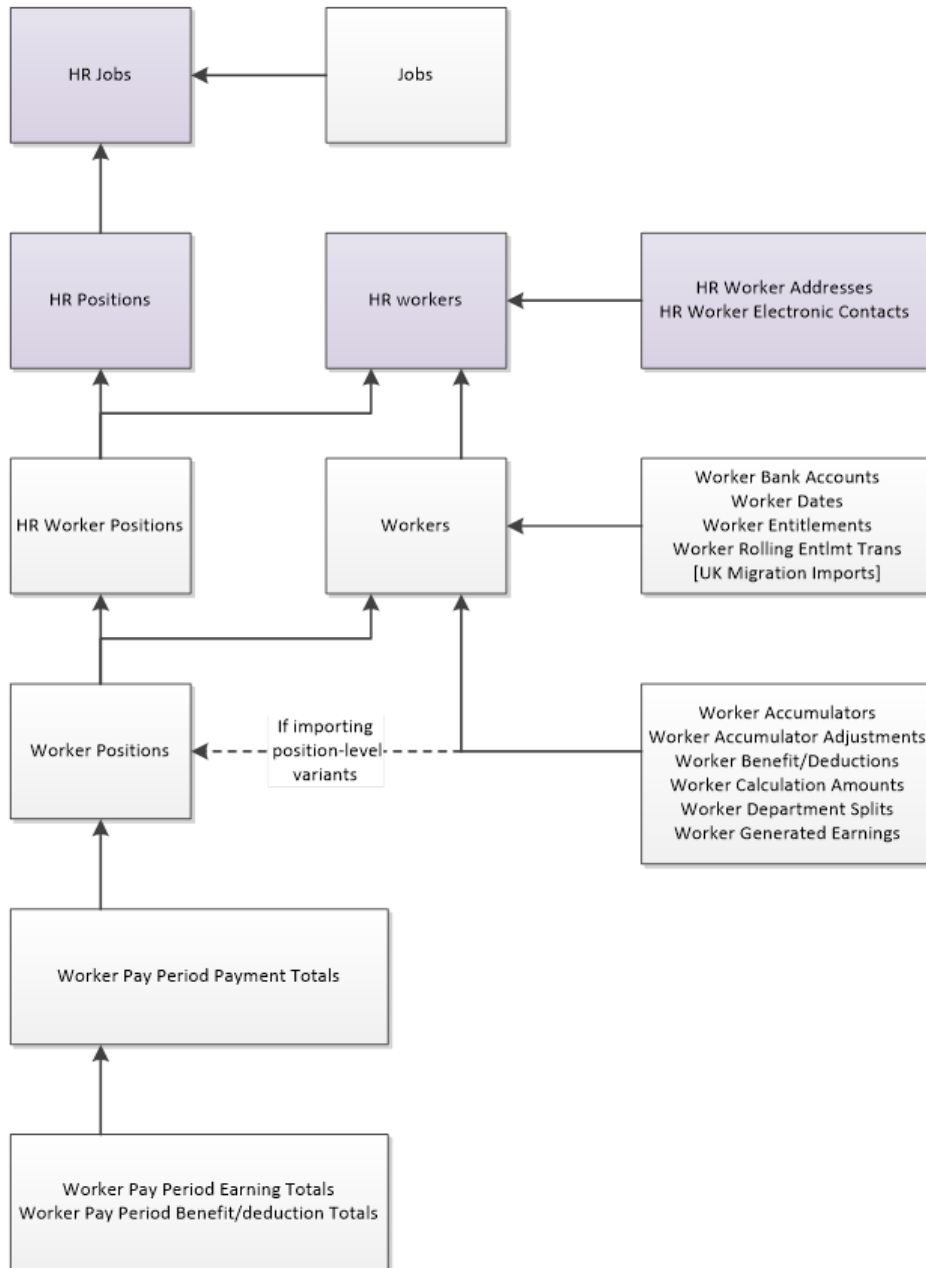 HR Jobs
Jobs
HR Positions
HR workers
HR Worker Addresses
HR Worker Electronic Contacts
HR Worker Positions
Workers
Worker Bank Accounts
Worker Dates
Worker Entitlements
Worker Rolling Entlmt Trans
[UK Migration Imports]
Worker Positions
If importing
position-level
variants
Worker Accumulators
Worker Accumulator Adjustments
Worker Benefit/Deductions
Worker Calculation Amounts
Worker Department Splits
Worker Generated Earnings
Worker Pay Period Payment Totals
Worker Pay Period Earning Totals
Worker Pay Period Benefit/deduction Totals